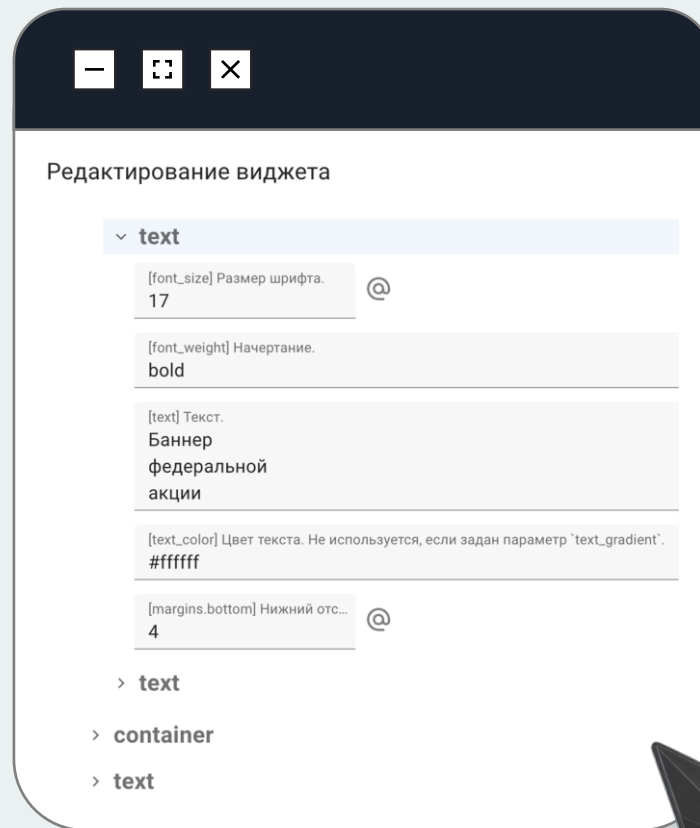 Редактирование виджета
text
[font_size] Размер шрифта.
17
@
[font_weight] Начертание.
bold
[text] Текст.
Баннер
федеральной
акции
[text_color] Цвет текста. Не используется, если задан параметр `text_gradient`.
#ffffff
[margins.bottom] Нижний отс...
4
@
text
container
text